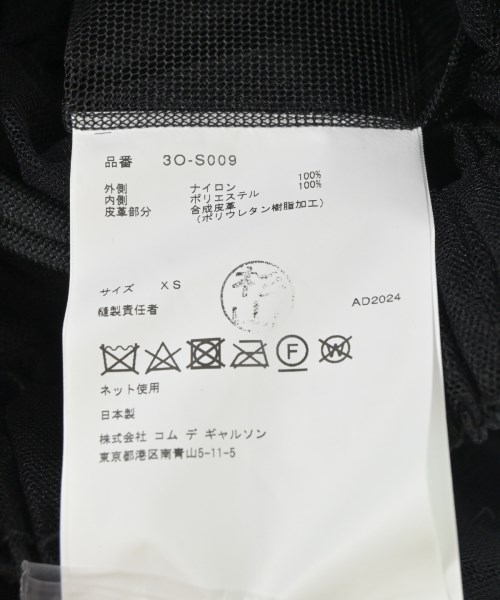 品番 3O-S009
外側 ナイロン 100%
内側 ポリエステル 100%
皮革部分 合成皮革
（ポリウレタン樹脂加工）
サイズ XS
縫製責任者
AD2024
F
W
ネット使用
日本製
株式会社 コム デ ギャルソン
東京都港区南青山5-11-5